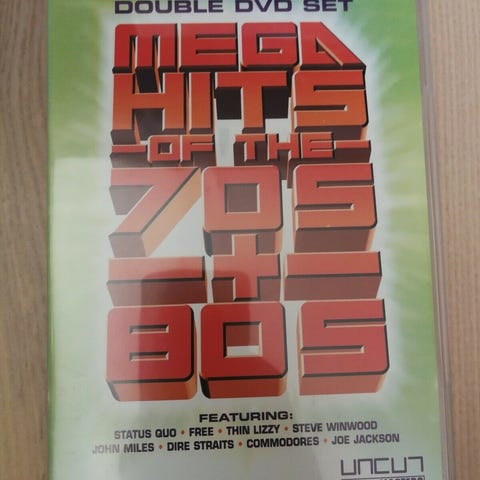 DOUBLE DVD SET
MEGA
HITS
-OF THE-
70S
-+-
80S
FEATURING:
STATUS QUO • FREE • THIN LIZZY • STEVE WINWOOD
JOHN MILES • DIRE STRAITS • COMMODORES • JOE JACKSON
UNCUT